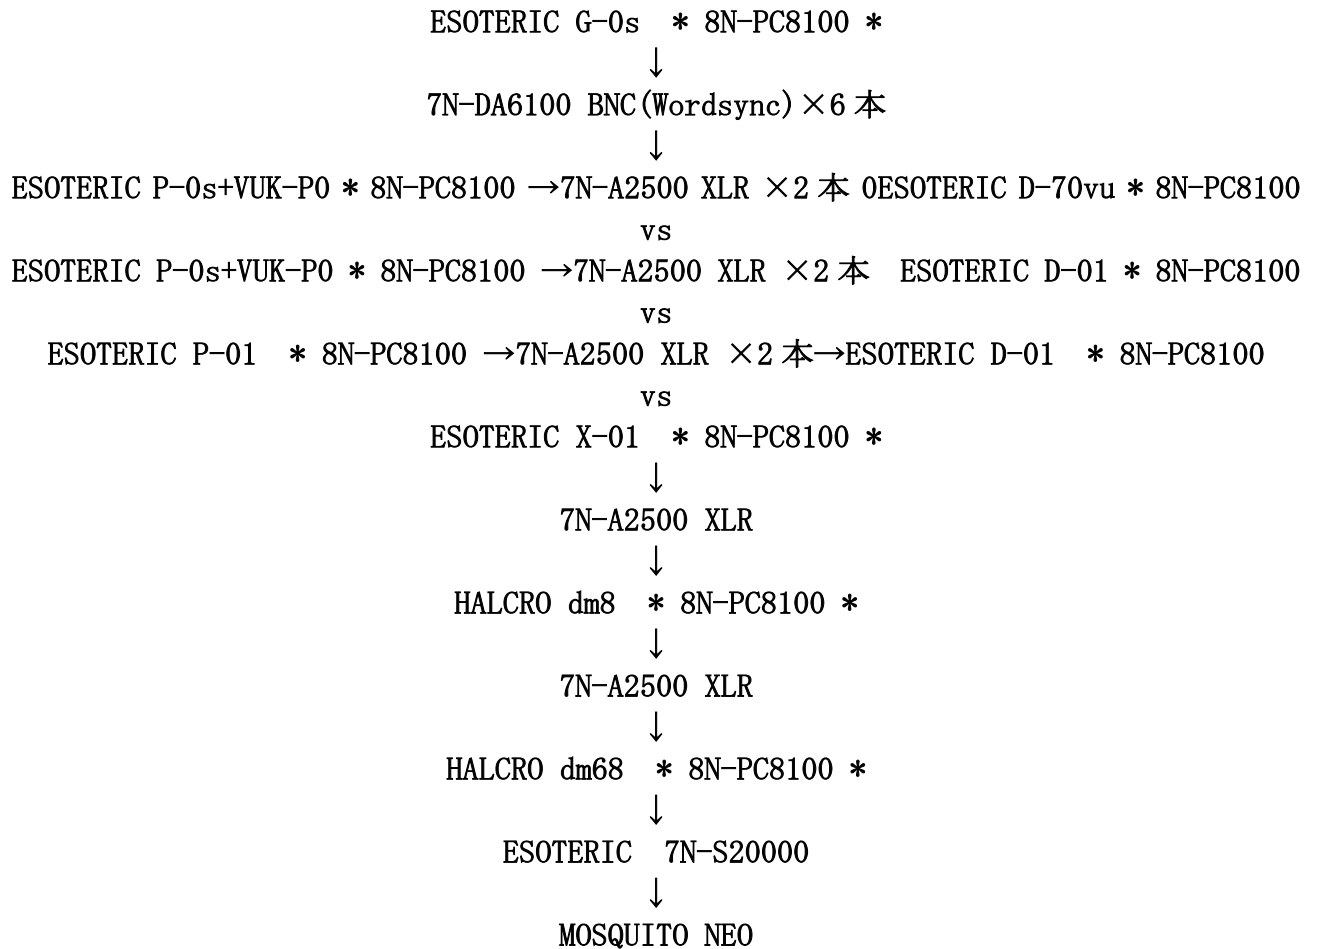 ESOTERIC G-0s * 8N-PC8100 *
↓
7N-DA6100 BNC(Wordsync)×6本
↓
ESOTERIC P-0s+VUK-P0 * 8N-PC8100 →7N-A2500 XLR ×2本 0ESOTERIC D-70vu * 8N-PC8100
vs
ESOTERIC P-0s+VUK-P0 * 8N-PC8100 →7N-A2500 XLR ×2本 ESOTERIC D-01 * 8N-PC8100
vs
ESOTERIC P-01 * 8N-PC8100 →7N-A2500 XLR ×2本→ESOTERIC D-01 * 8N-PC8100
vs
ESOTERIC X-01 * 8N-PC8100 *
↓
7N-A2500 XLR
↓
HALCRO dm8 * 8N-PC8100 *
↓
7N-A2500 XLR
↓
HALCRO dm68 * 8N-PC8100 *
↓
ESOTERIC 7N-S20000
↓
MOSQUITO NEO